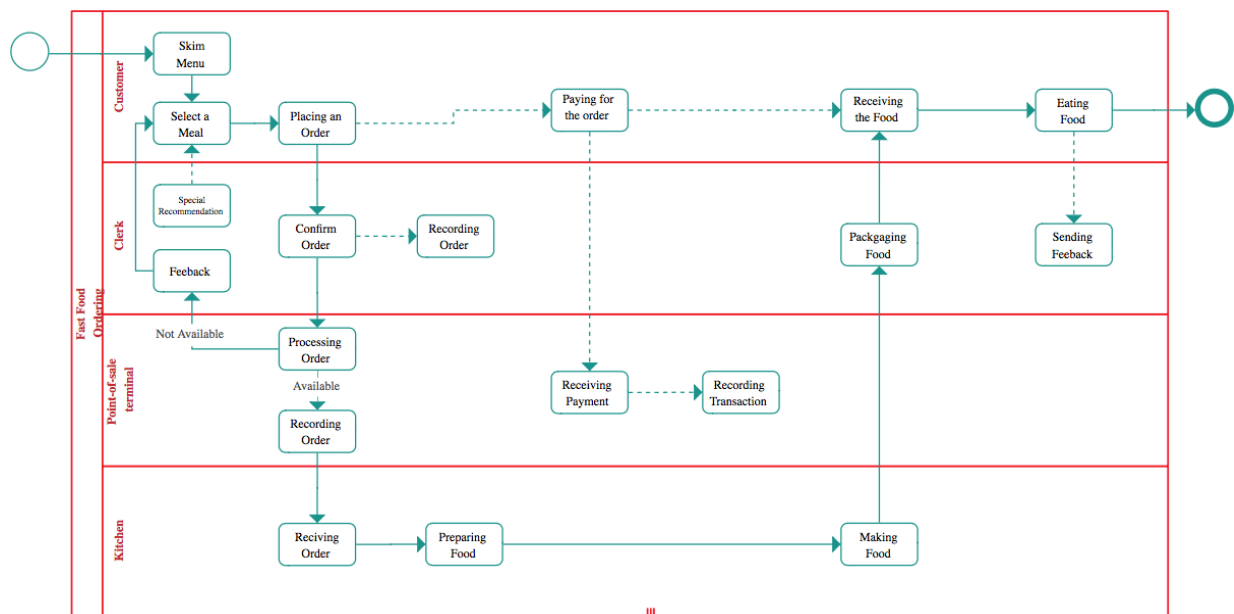 Fast Food
Ordering
Customer
Skim
Menu
Select a
Meal
Placing an
Order
Paying for
the order
Receiving
the Food
Eating
Food
Clerk
Special
Recommendation
Confirm
Order
Recording
Order
Packgaging
Food
Sending
Feeback
Feeback
Not Available
Point-of-sale
terminal
Processing
Order
Available
Receiving
Payment
Recording
Transaction
Recording
Order
Kitchen
Reciving
Order
Preparing
Food
Making
Food